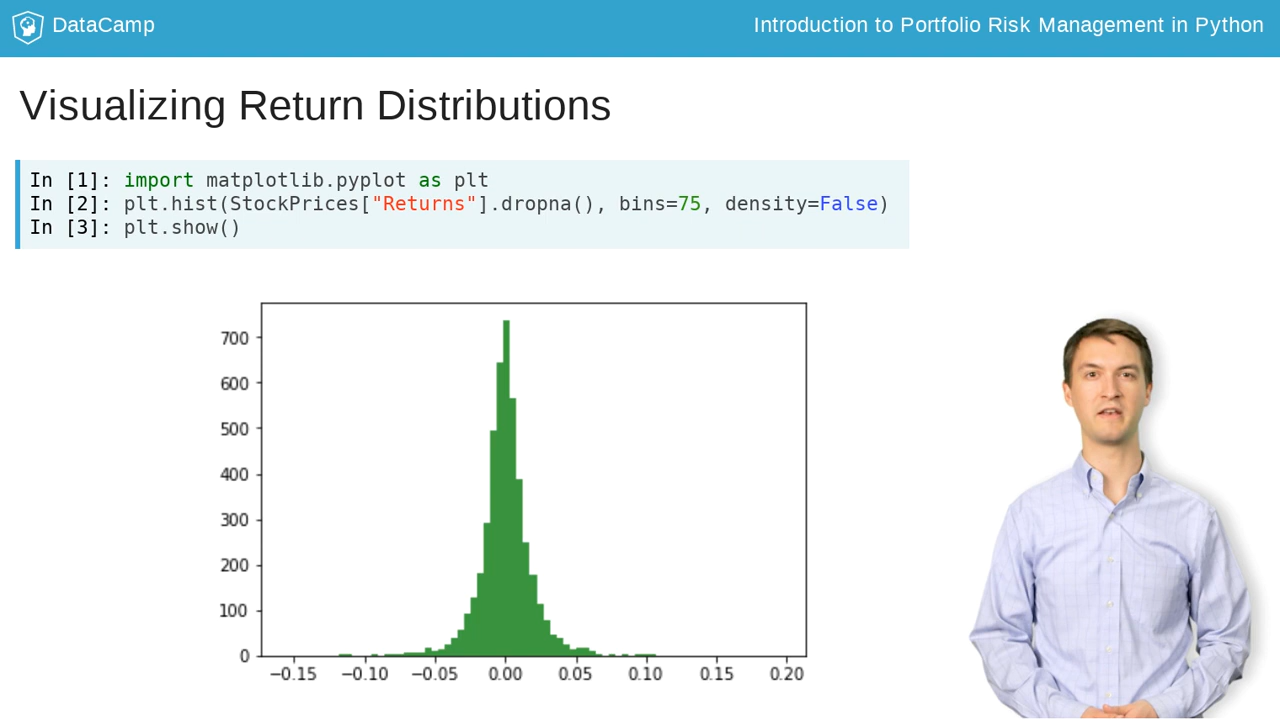 DataCamp
Introduction to Portfolio Risk Management in Python
Visualizing Return Distributions
In [1]: import matplotlib.pyplot as plt
In [2]: plt.hist(StockPrices["Returns"].dropna(), bins=75, density=False)
In [3]: plt.show()
700
600
500
400
300
200
100
0
−0.15 −0.10 −0.05 0.00 0.05 0.10 0.15 0.20